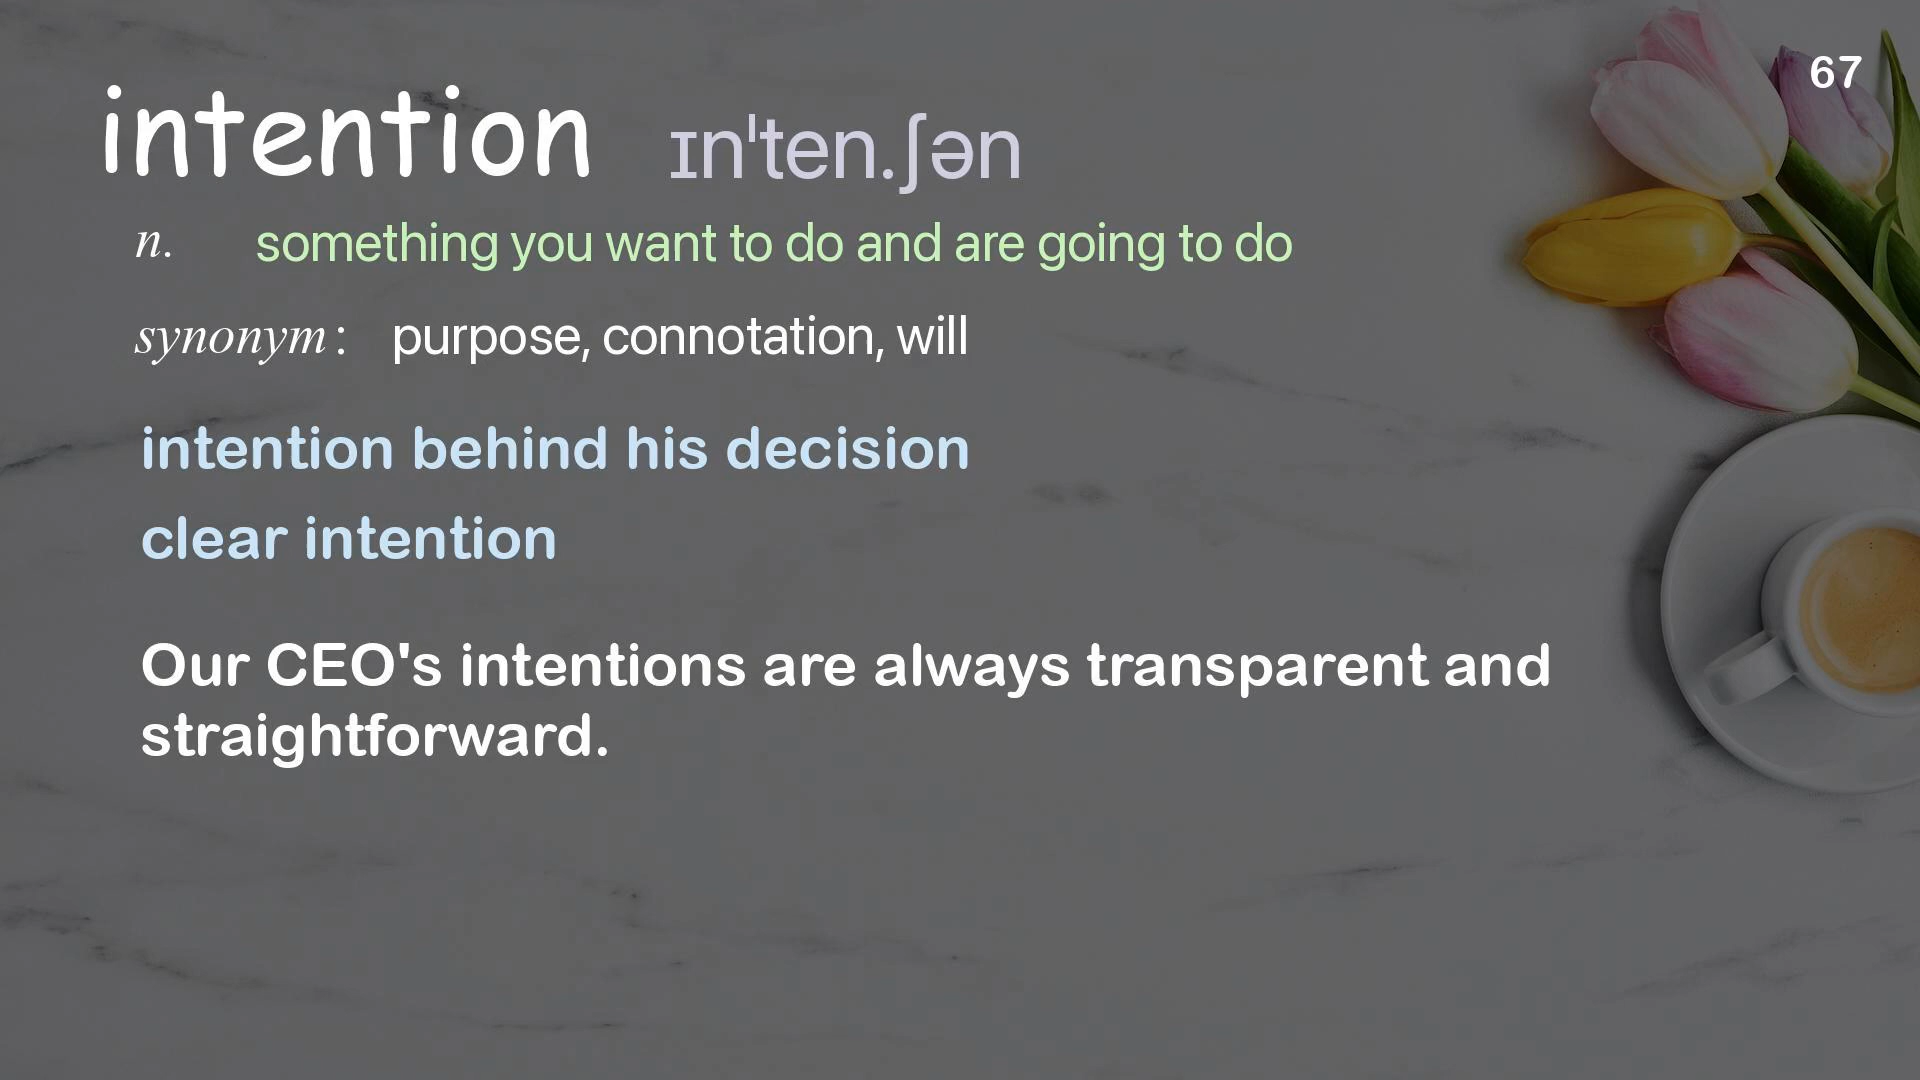 67
intention ɪnˈten.ʃən
n. something you want to do and are going to do
synonym: purpose, connotation, will
intention behind his decision
clear intention
Our CEO's intentions are always transparent and
straightforward.